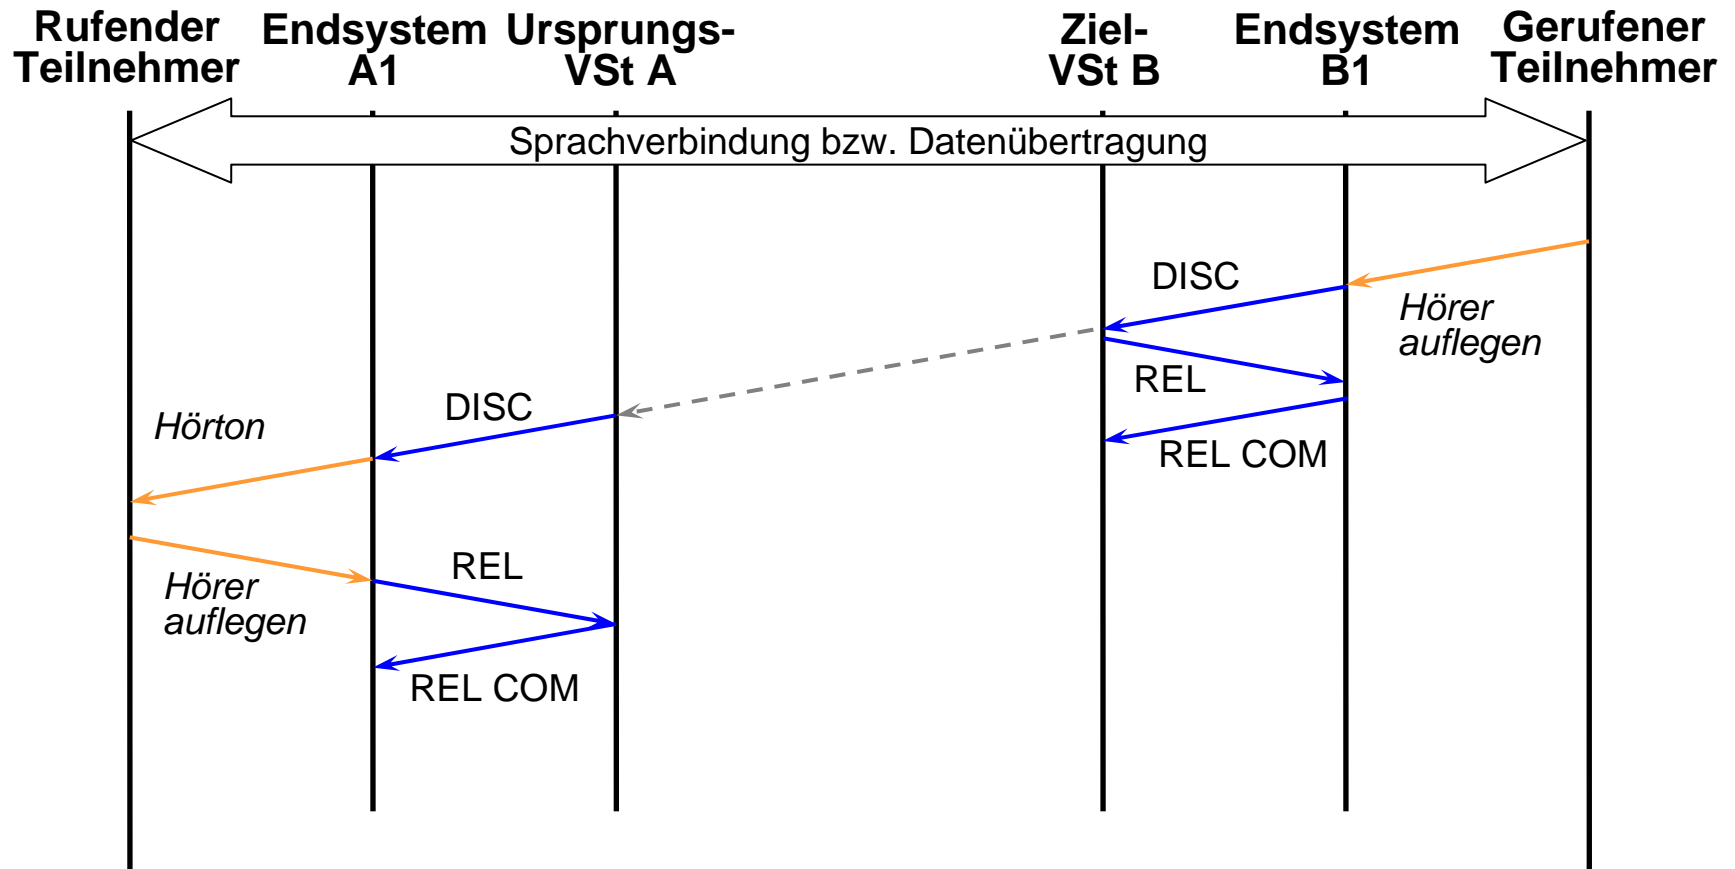 Rufender
Teilnehmer
Endsystem
A1
Ursprungs-
VSt A
Ziel-
VSt B
Endsystem
B1
Gerufener
Teilnehmer
Sprachverbindung bzw. Datenübertragung
DISC
Hörer
auflegen
REL
DISC
Hörton
REL COM
REL
Hörer
auflegen
REL COM